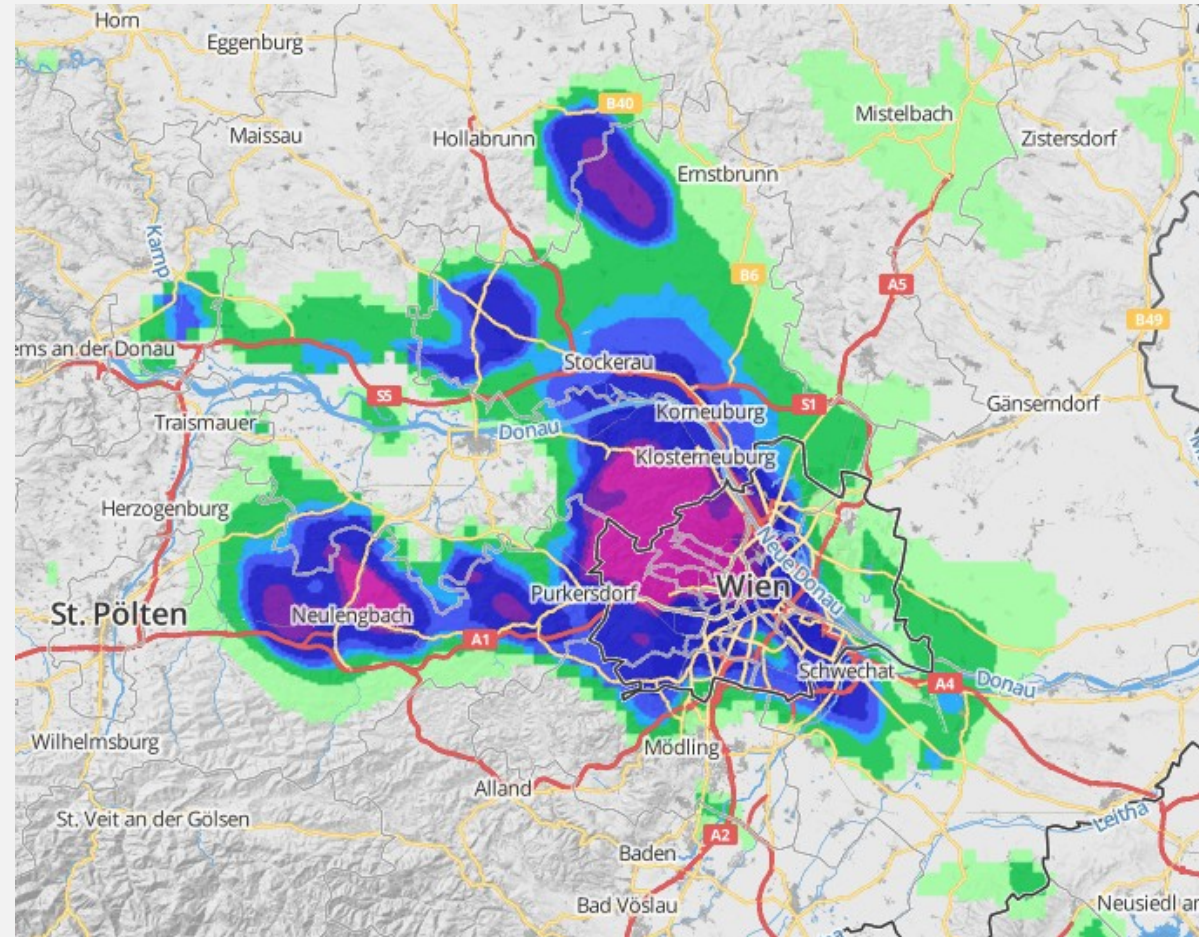 Horn
Eggenburg
B40
Mistelbach
Maissau
Hollabrunn
Zistersdorf
Ernstbrunn
Kamp
B6
A5
B49
ems an der Donau
Stockerau
S5
S1
Gänserndorf
Korneuburg
Traismauer
Donau
Klosterneuburg
Herzogenburg
Neue Donau
Wien
Purkersdorf
St. Pölten
Neulengbach
A1
Schwechat
A4
Donau
Wilhelmsburg
Mödling
Alland
St. Veit an der Gölsen
Leitha
A2
Baden
Bad Vöslau
Neusiedl am